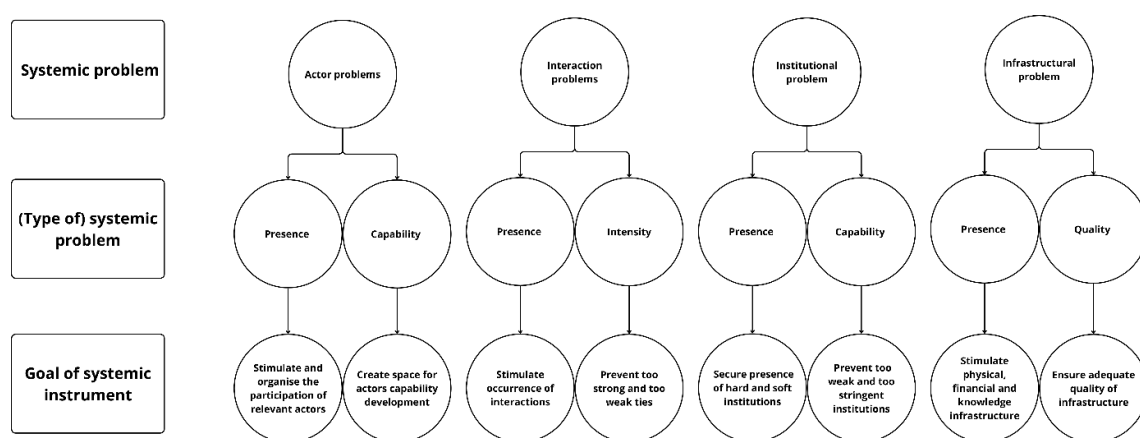 Systemic problem
Actor problems
Interaction
problems
Institutional
problem
Infrastructural
problem
(Type of) systemic
problem
Presence
Capability
Presence
Intensity
Presence
Capability
Presence
Quality
Goal of systemic
instrument
Stimulate and
organise the
participation of
relevant actors
Create space for
actors capability
development
Stimulate
occurrence of
interactions
Prevent too
strong and too
weak ties
Secure presence
of hard and soft
institutions
Prevent too
weak and too
stringent
institutions
Stimulate
physical,
financial and
knowledge
infrastructure
Ensure adequate
quality of
infrastructure